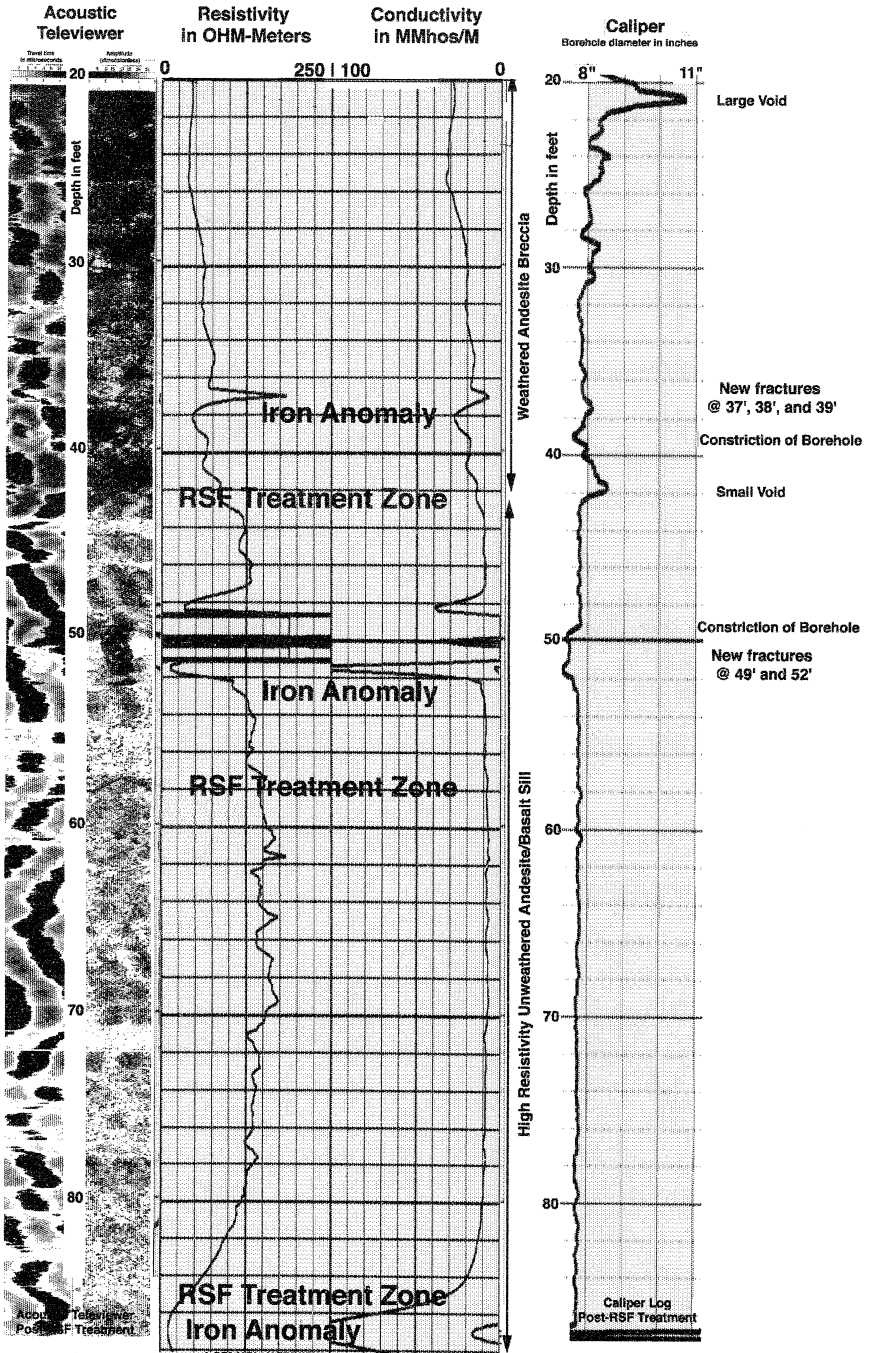 Acoustic
Televiewer
Resistivity
in OHM-Meters
Conductivity
in MMhos/M
Caliper
Borehole diameter in inches
Travel time
in microseconds
Amplitude
(dimensionless)
20
0
250 | 100
0
20
8"
11"
Large Void
Depth in feet
Depth in feet
Weathered Andesite Breccia
30
30
New fractures
@ 37', 38', and 39'
Iron Anomaly
Constriction of Borehole
40
40
Small Void
RSF Treatment Zone
Constriction of Borehole
50
50
New fractures
@ 49' and 52'
Iron Anomaly
RSF Treatment Zone
High Resistivity Unweathered Andesite/Basalt Sill
60
60
70
70
80
80
RSF Treatment Zone
Iron Anomaly
Acoustic Televiewer
Post-RSF Treatment
Caliper Log
Post-RSF Treatment